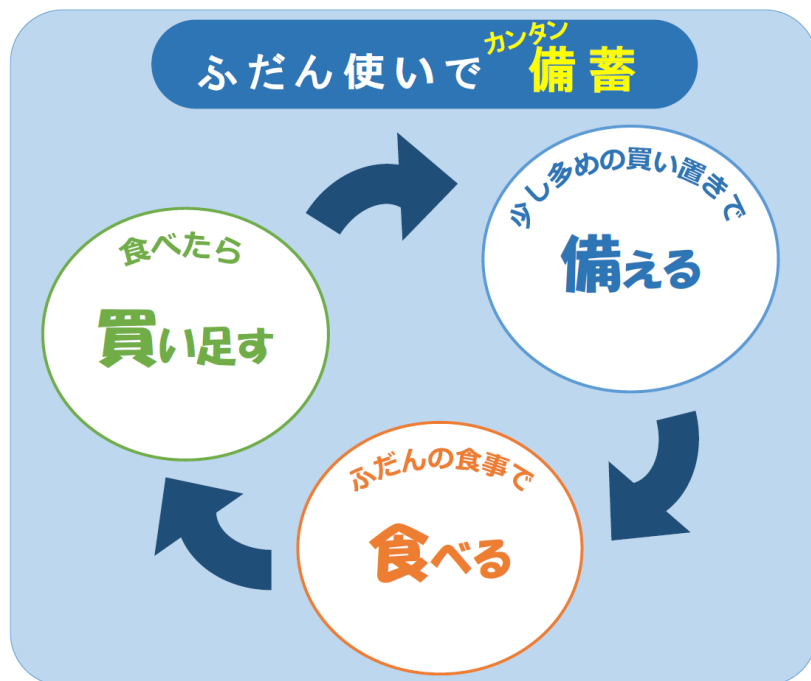 カンタン
ふだん使いで 備蓄
少し多めの買い置きで
備える
食べたら
買い足す
ふだんの食事で
食べる